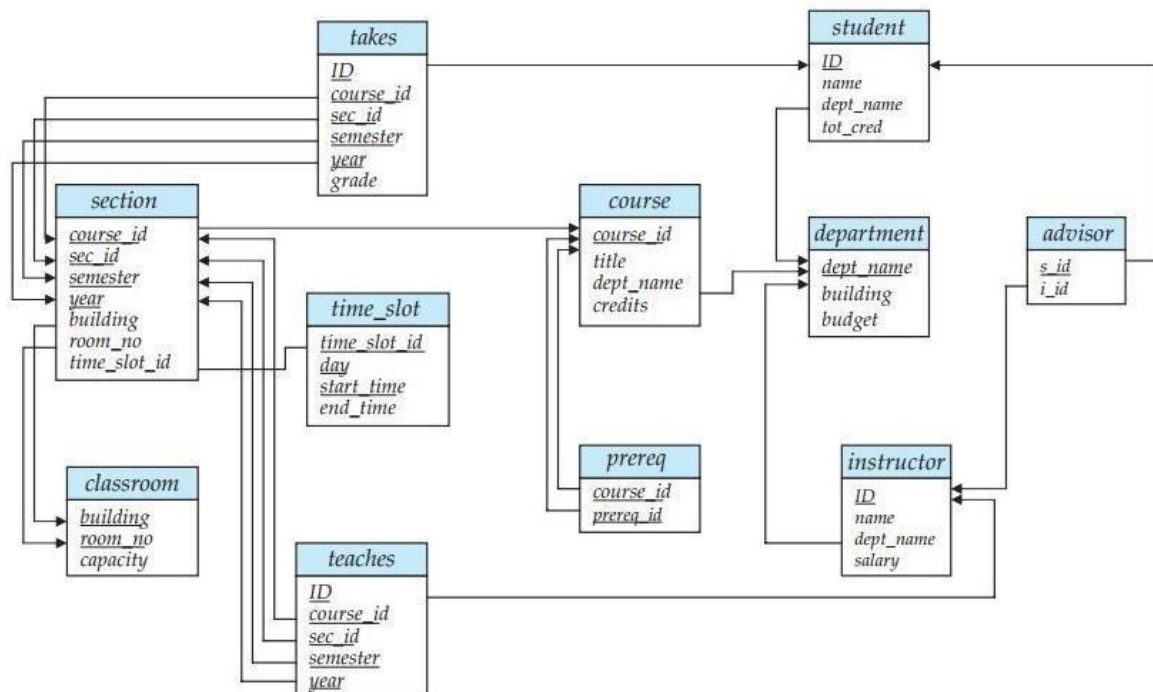 takes
ID
course_id
sec_id
semester
year
grade
student
ID
name
dept_name
tot_cred
section
course_id
sec_id
semester
year
building
room_no
time_slot_id
course
course_id
title
dept_name
credits
department
dept_name
building
budget
advisor
s_id
i_id
time_slot
time_slot_id
day
start_time
end_time
prereq
course_id
prereq_id
instructor
ID
name
dept_name
salary
classroom
building
room_no
capacity
teaches
ID
course_id
sec_id
semester
year